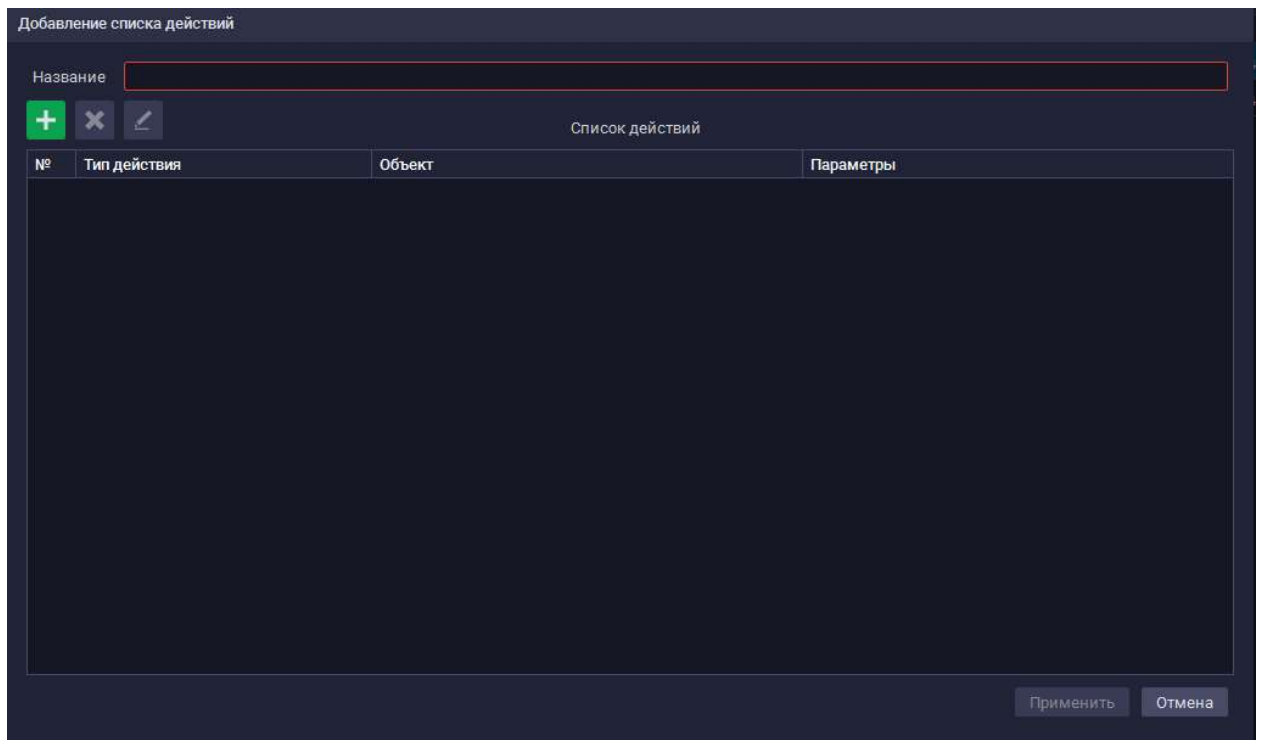 Добавление списка действий
Название
Список действий
№ Тип действия Объект Параметры
Применить Отмена